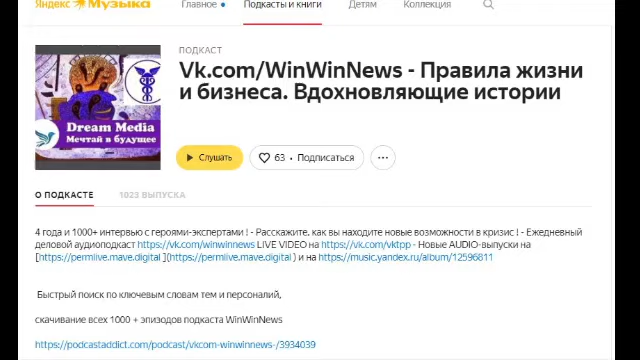 Яндекс Музыка
Главное
Подкасты и книги
Детям
Коллекция
ПОДКАСТ
Vk.com/WinWinNews - Правила жизни
и бизнеса. Вдохновляющие истории
Dream Media
Мечтай в будущее
Слушать
63 • Подписаться
О ПОДКАСТЕ
1023 ВЫПУСКА
4 года и 1000+ интервью с героями-экспертами ! - Расскажите, как вы находите новые возможности в кризис ! - Ежедневный
деловой аудиоподкаст https://vk.com/winwinnews LIVE VIDEO на https://vk.com/vktpp - Новые AUDIO-выпуски на
[https://permlive.mave.digital ](https://permlive.mave.digital ) и на https://music.yandex.ru/album/12596811
Быстрый поиск по ключевым словам тем и персоналий,
скачивание всех 1000 + эпизодов подкаста WinWinNews
https://podcastaddict.com/podcast/vkcom-winwinnews-/3934039